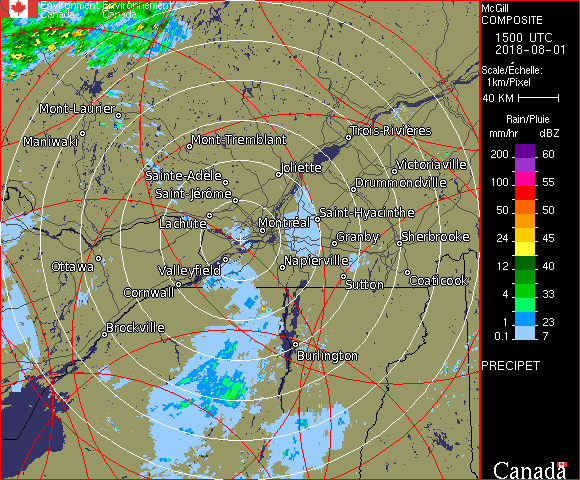 Environment Environnement
Canada Canada
McGill
COMPOSITE
1500 UTC
2018-08-01
Scale/Échelle:
1km/Pixel
40 KM
Rain/Pluie
mm/hr dBZ
200 60
100 55
50 50
24 45
12 40
4 33
1 23
0.1 7
PRECIPET
Canada
Mont-Laurier
Maniwaki
Mont-Tremblant
Trois-Rivières
Joliette
Victoriaville
Sainte-Adèle
Drummondville
Saint-Jérôme
Saint-Hyacinthe
Lachute
Montréal
Granby
Sherbrooke
Ottawa
Valleyfield
Napierville
Cornwall
Sutton
Coaticook
Brockville
Burlington